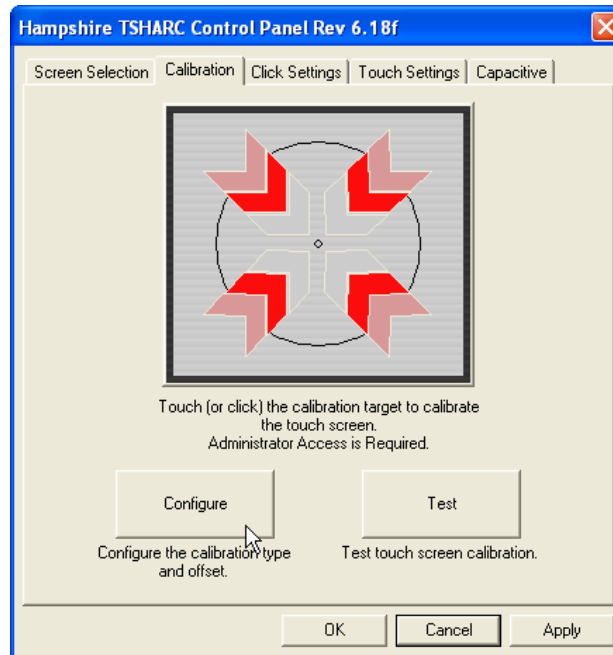 Hampshire TSHARC Control Panel Rev 6.18f
Screen Selection Calibration Click Settings Touch Settings Capacitive
Touch (or click) the calibration target to calibrate
the touch screen.
Administrator Access is Required.
Configure Test
Configure the calibration type Test touch screen calibration.
and offset.
OK Cancel Apply